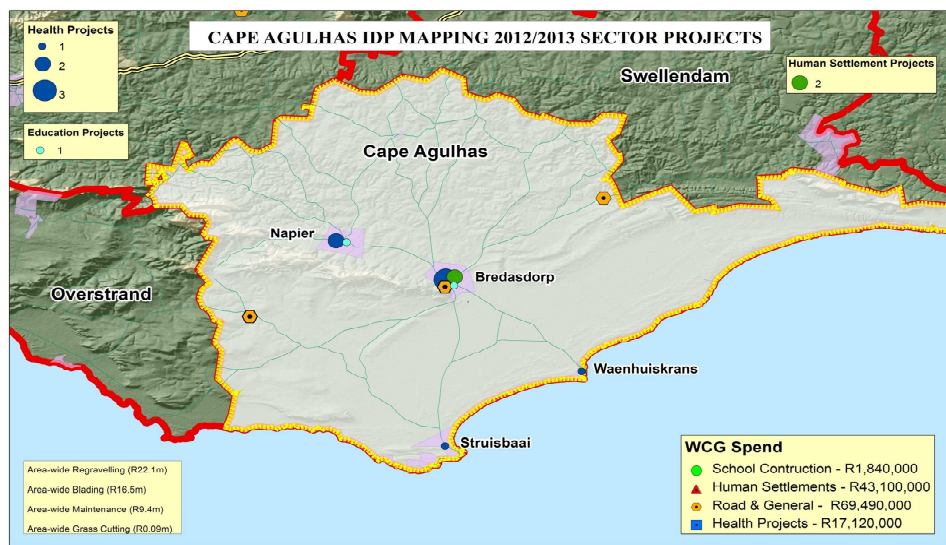 CAPE AGULHAS IDP MAPPING 2012/2013 SECTOR PROJECTS
Health Projects
1
2
3
Education Projects
1
Human Settlement Projects
2
Swellendam
Cape Agulhas
Napier
Bredasdorp
Overstrand
Waenhuiskrans
Struisbaai
Area-wide Regravelling (R22.1m)
Area-wide Blading (R16.5m)
Area-wide Maintenance (R9.4m)
Area-wide Grass Cutting (R0.09m)
WCG Spend
School Contruction - R1,840,000
Human Settlements - R43,100,000
Road & General - R69,490,000
Health Projects - R17,120,000